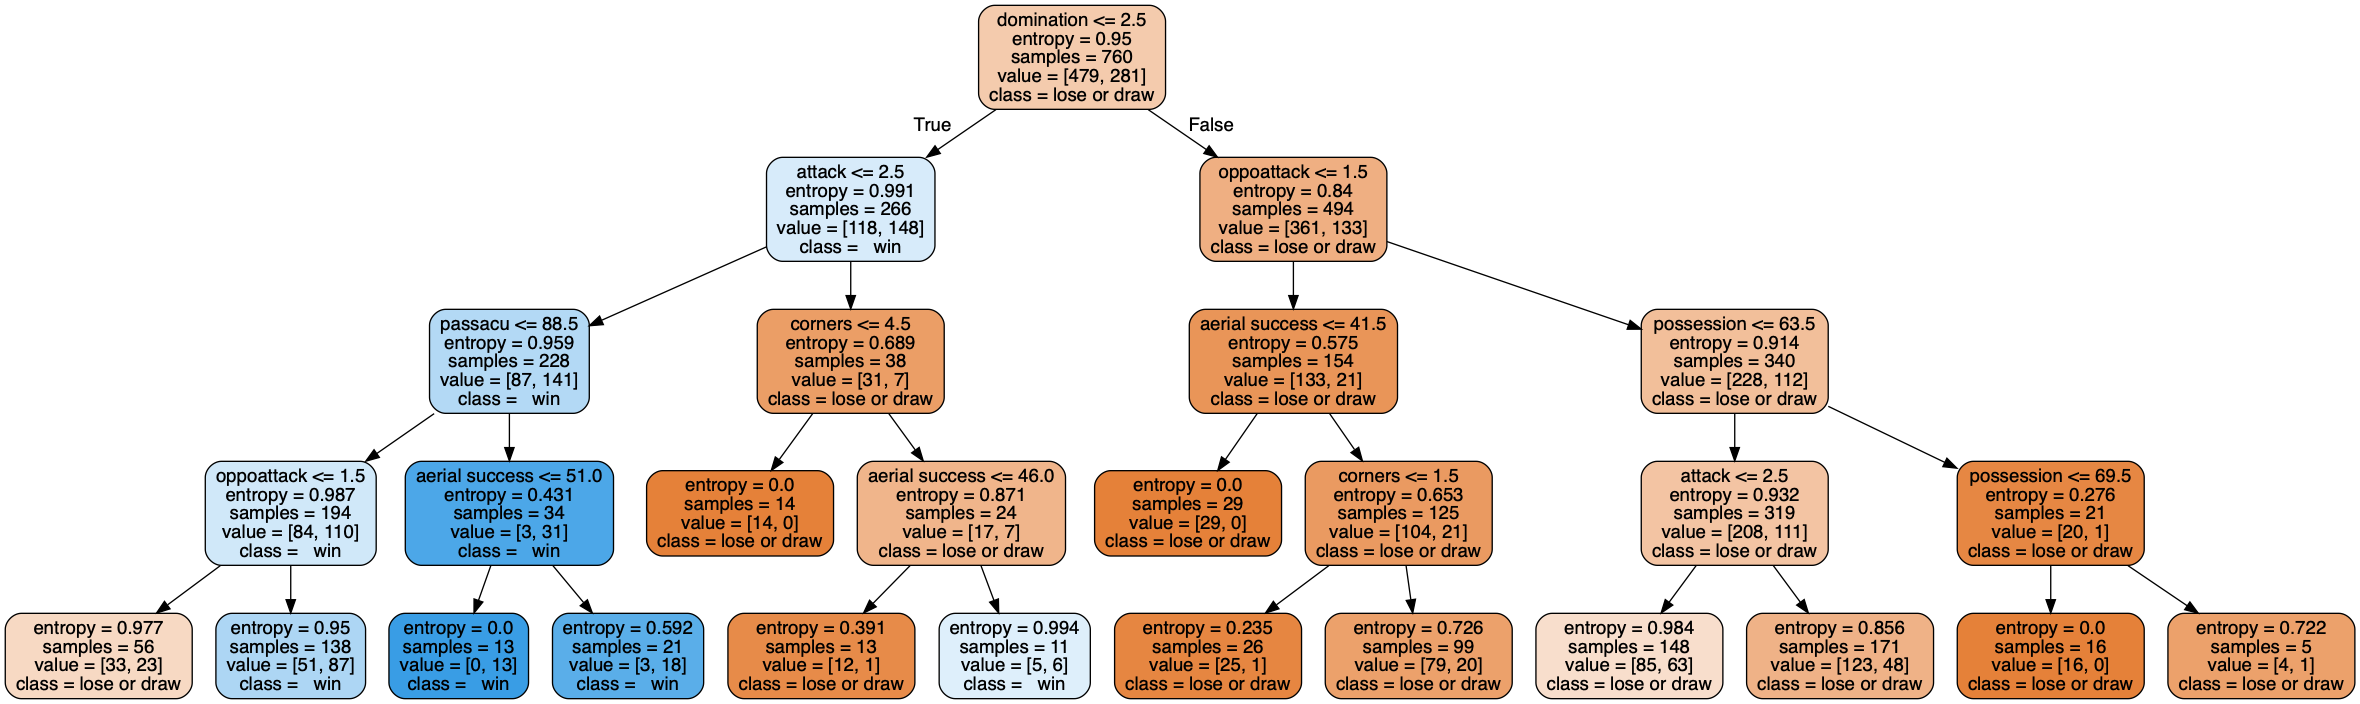 domination <= 2.5
entropy = 0.95
samples = 760
value = [479, 281]
class = lose or draw
True
False
attack <= 2.5
entropy = 0.991
samples = 266
value = [118, 148]
class =   win
oppoattack <= 1.5
entropy = 0.84
samples = 494
value = [361, 133]
class = lose or draw
passacu <= 88.5
entropy = 0.959
samples = 228
value = [87, 141]
class =   win
corners <= 4.5
entropy = 0.689
samples = 38
value = [31, 7]
class = lose or draw
aerial success <= 41.5
entropy = 0.575
samples = 154
value = [133, 21]
class = lose or draw
possession <= 63.5
entropy = 0.914
samples = 340
value = [228, 112]
class = lose or draw
oppoattack <= 1.5
entropy = 0.987
samples = 194
value = [84, 110]
class =   win
aerial success <= 51.0
entropy = 0.431
samples = 34
value = [3, 31]
class =   win
entropy = 0.0
samples = 14
value = [14, 0]
class = lose or draw
aerial success <= 46.0
entropy = 0.871
samples = 24
value = [17, 7]
class = lose or draw
entropy = 0.0
samples = 29
value = [29, 0]
class = lose or draw
corners <= 1.5
entropy = 0.653
samples = 125
value = [104, 21]
class = lose or draw
attack <= 2.5
entropy = 0.932
samples = 319
value = [208, 111]
class = lose or draw
possession <= 69.5
entropy = 0.276
samples = 21
value = [20, 1]
class = lose or draw
entropy = 0.977
samples = 56
value = [33, 23]
class = lose or draw
entropy = 0.95
samples = 138
value = [51, 87]
class =   win
entropy = 0.0
samples = 13
value = [0, 13]
class =   win
entropy = 0.592
samples = 21
value = [3, 18]
class =   win
entropy = 0.391
samples = 13
value = [12, 1]
class = lose or draw
entropy = 0.994
samples = 11
value = [5, 6]
class =   win
entropy = 0.235
samples = 26
value = [25, 1]
class = lose or draw
entropy = 0.726
samples = 99
value = [79, 20]
class = lose or draw
entropy = 0.984
samples = 148
value = [85, 63]
class = lose or draw
entropy = 0.856
samples = 171
value = [123, 48]
class = lose or draw
entropy = 0.0
samples = 16
value = [16, 0]
class = lose or draw
entropy = 0.722
samples = 5
value = [4, 1]
class = lose or draw